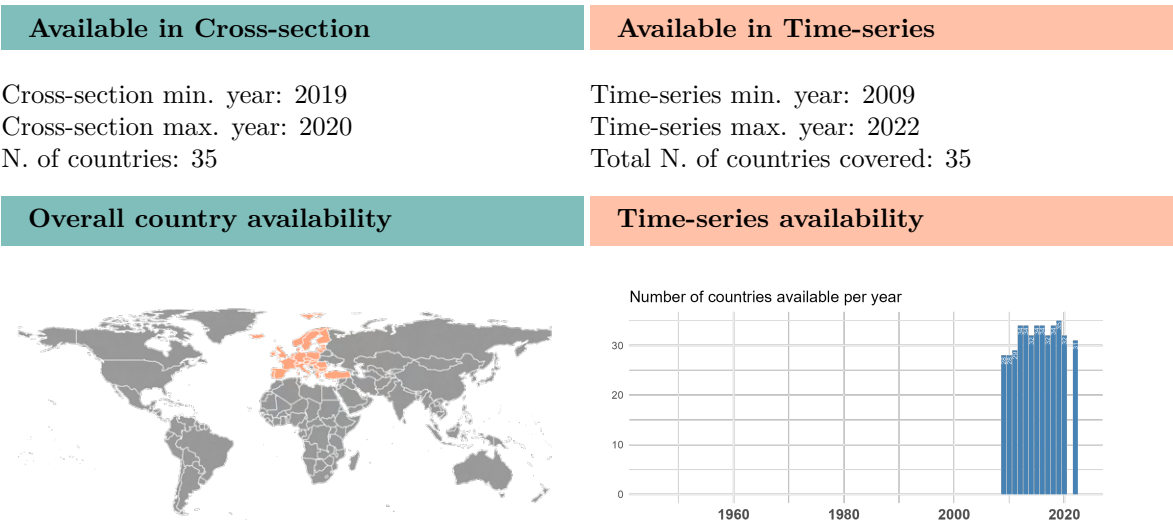 Available in Cross-section
Available in Time-series
Cross-section min. year: 2019
Cross-section max. year: 2020
N. of countries: 35
Time-series min. year: 2009
Time-series max. year: 2022
Total N. of countries covered: 35
Overall country availability
Time-series availability
Number of countries available per year
30
20
10
0
1960
1980
2000
2020